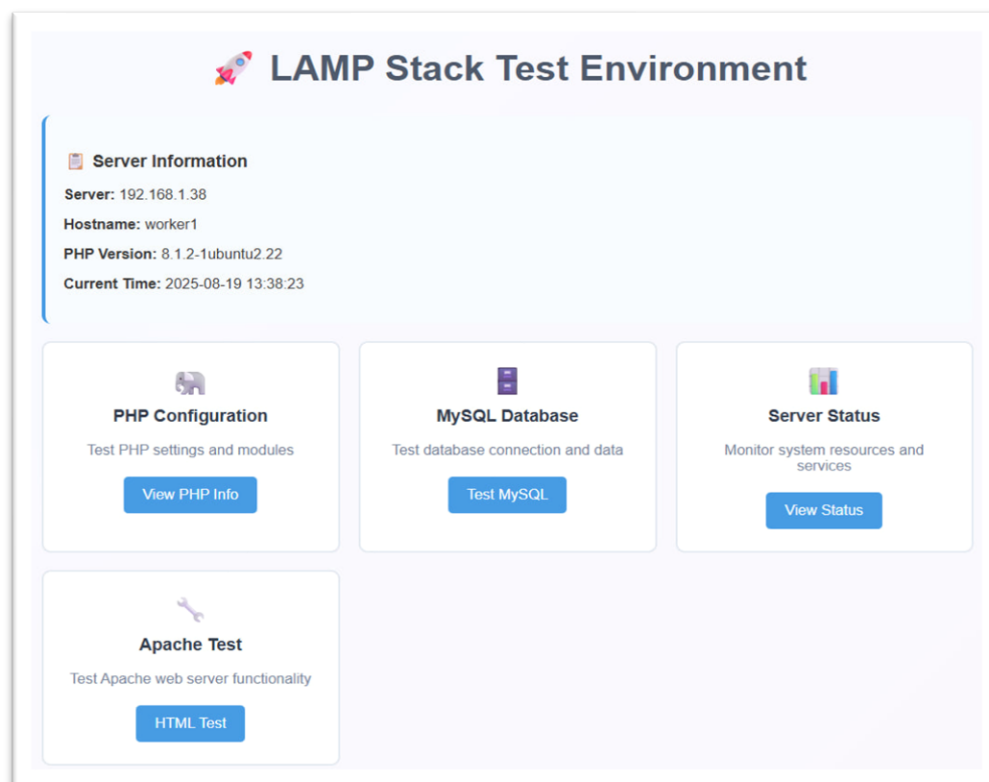 LAMP Stack Test Environment
Server Information
Server: 192.168.1.38
Hostname: worker1
PHP Version: 8.1.2-1ubuntu2.22
Current Time: 2025-08-19 13:38:23
PHP Configuration
Test PHP settings and modules
View PHP Info
MySQL Database
Test database connection and data
Test MySQL
Server Status
Monitor system resources and
services
View Status
Apache Test
Test Apache web server functionality
HTML Test